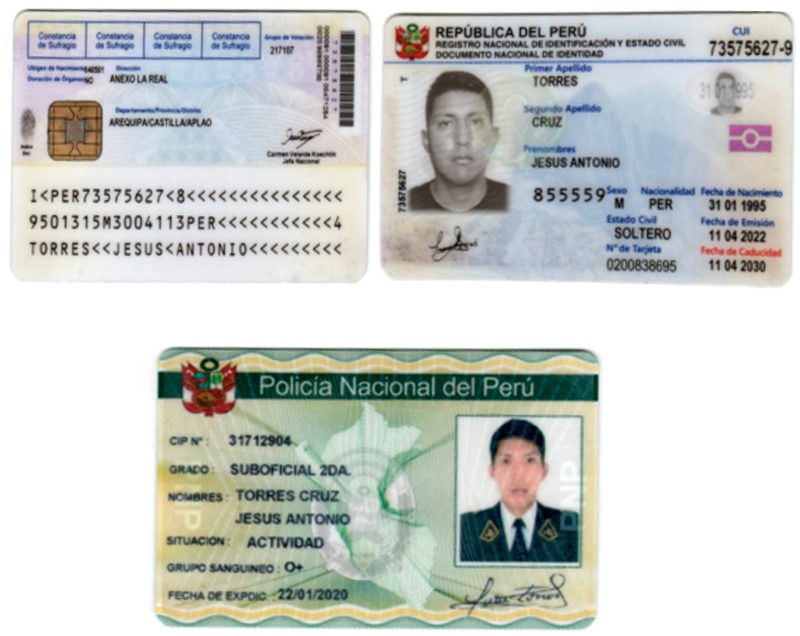 Constancia de Sufragio
Constancia de Sufragio
Constancia de Sufragio
Constancia de Sufragio
Grupo de Votación
217107
Ubigeo de Nacimiento
Dirección
Donación de Órganos NO
ANEXO LA REAL
Departamento/Provincia/Distrito
AREQUIPA/CASTILLA/APLAO
Carmen Velarde Koechlin
Jefa Nacional
I<PER73575627<8<<<<<<<<<<<<<<<
9501315M3004113PER<<<<<<<<<<<4
TORRES<<JESUS<ANTONIO<<<<<<<<<
REPÚBLICA DEL PERÚ
REGISTRO NACIONAL DE IDENTIFICACIÓN Y ESTADO CIVIL
DOCUMENTO NACIONAL DE IDENTIDAD
CUI
73575627-9
Primer Apellido
TORRES
31 01 1995
Segundo Apellido
CRUZ
Prenombres
JESUS ANTONIO
T
73575627
855559
Sexo Nacionalidad Fecha de Nacimiento
M PER 31 01 1995
Estado Civil Fecha de Emisión
SOLTERO 11 04 2022
N° de Tarjeta Fecha de Caducidad
0200838695 11 04 2030
Policía Nacional del Perú
CIP N° : 31712904
GRADO : SUBOFICIAL 2DA.
NOMBRES : TORRES CRUZ
JESUS ANTONIO
SITUACION : ACTIVIDAD
GRUPO SANGUINEO : O+
FECHA DE EXPDIC. 22/01/2020
PNP
PNP